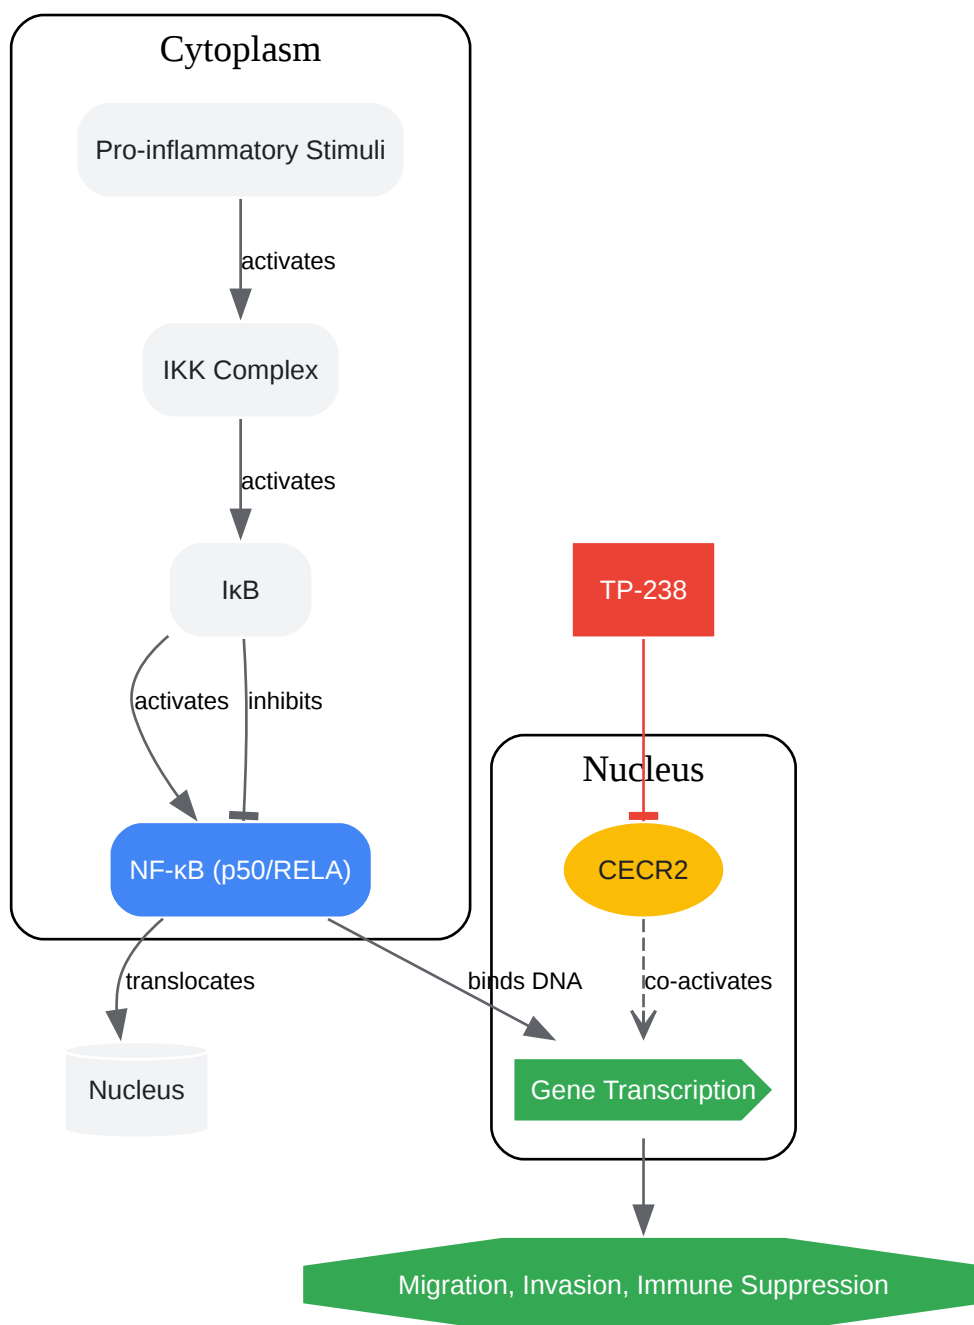 Cytoplasm
Pro-inflammatory Stimuli
activates
IKK Complex
activates
IκB
TP-238
activates
inhibits
Nucleus
NF-κB (p50/RELA)
CECR2
translocates
binds DNA
co-activates
Nucleus
Gene Transcription
Migration, Invasion, Immune Suppression